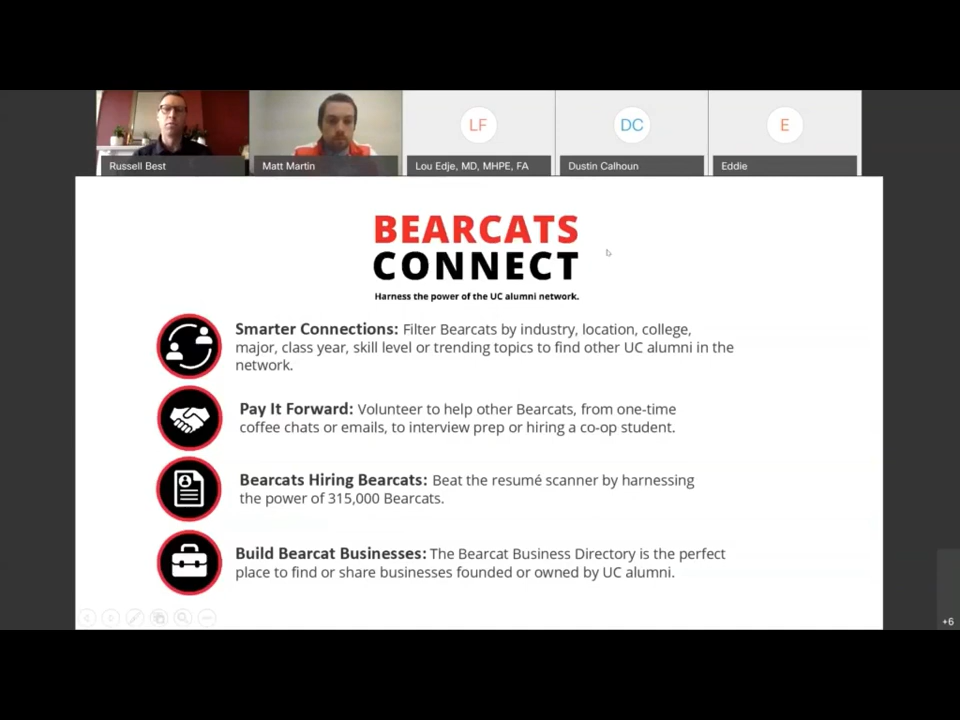 LF
DC
E
Russell Best
Matt Martin
Lou Edje, MD, MHPE, FA
Dustin Calhoun
Eddie
BEARCATS
CONNECT
Harness the power of the UC alumni network.
Smarter Connections: Filter Bearcats by industry, location, college,
major, class year, skill level or trending topics to find other UC alumni in the
network.
Pay It Forward: Volunteer to help other Bearcats, from one-time
coffee chats or emails, to interview prep or hiring a co-op student.
Bearcats Hiring Bearcats: Beat the resumé scanner by harnessing
the power of 315,000 Bearcats.
Build Bearcat Businesses: The Bearcat Business Directory is the perfect
place to find or share businesses founded or owned by UC alumni.
+6